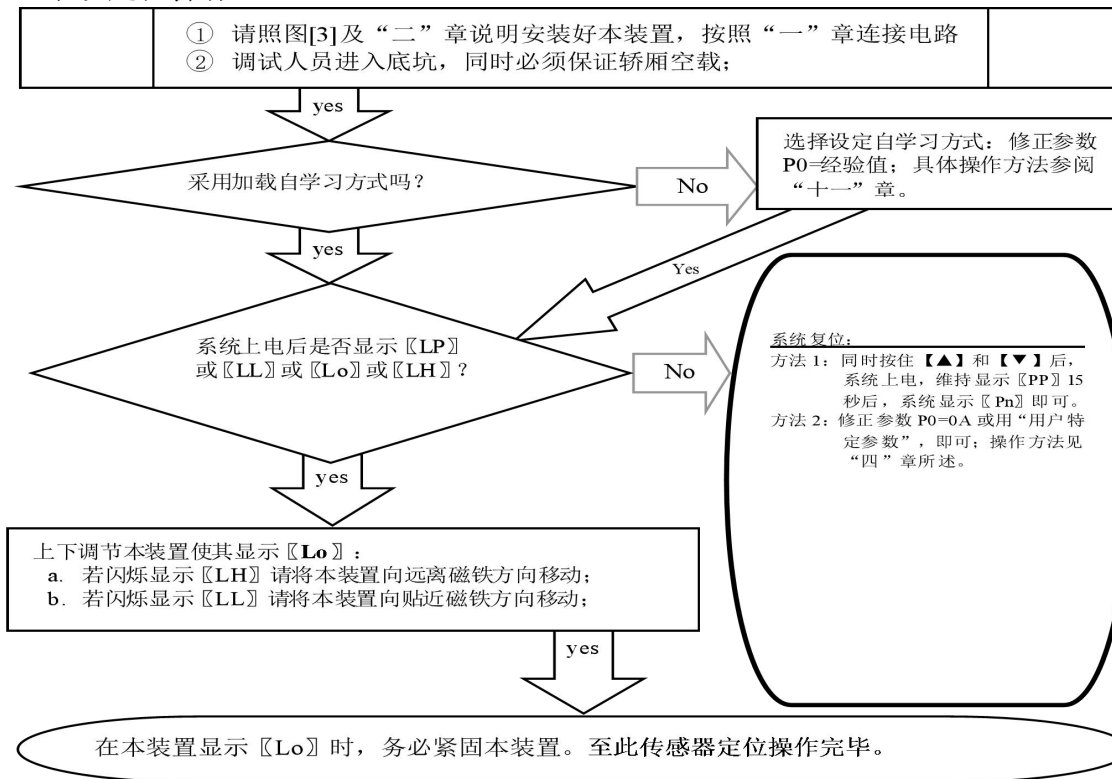 ① 请照图[3]及“二”章说明安装好本装置，按照“一”章连接电路
② 调试人员进入底坑，同时必须保证轿厢空载；
yes
采用加载自学习方式吗？
No
选择设定自学习方式：修正参数
P0=经验值；具体操作方法参阅
“十一”章。
yes
Yes
系统上电后是否显示〖LP〗
或〖LL〗或〖Lo〗或〖LH〗？
No
系统复位：
方法 1：同时按住【▲】和【▼】后，
系统上电，维持显示〖PP〗15
秒后，系统显示〖Pn〗即可。
方法 2：修正参数 P0=0A 或用“用户特
定参数”，即可；操作方法见
“四”章所述。
yes
上下调节本装置使其显示〖Lo〗：
a. 若闪烁显示〖LH〗请将本装置向远离磁铁方向移动；
b. 若闪烁显示〖LL〗请将本装置向贴近磁铁方向移动；
yes
在本装置显示〖Lo〗时，务必紧固本装置。至此传感器定位操作完毕。